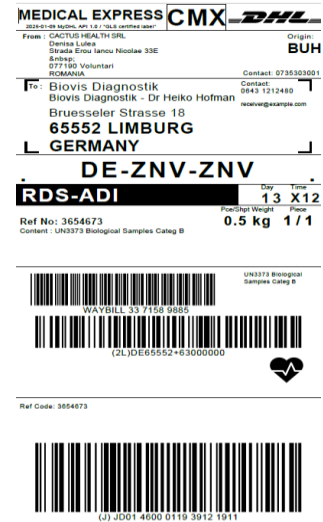 MEDICAL EXPRESS CMX DHL
2026-01-09 MyDHL API 1.0 / "GLS certified label"
From : CACTUS HEALTH SRL
Denisa Lulea
Strada Erou Iancu Nicolae 33E
&nbsp;
077190 Voluntari
ROMANIA
Origin:
BUH
Contact: 0735303001
To : Biovis Diagnostik
Biovis Diagnostik - Dr Heiko Hofman
Bruesseler Strasse 18
65552 LIMBURG
GERMANY
Contact:
0643 1212480
receiver@example.com
DE-ZNV-ZNV
RDS-ADI
Day Time
13 X12
Ref No: 3654673
Content : UN3373 Biological Samples Categ B
Pce/Shpt Weight Piece
0.5 kg 1/1
UN3373 Biological
Samples Categ B
WAYBILL 33 7158 9885
(2L)DE65552+63000000
Ref Code: 3654673
(J) JD01 4600 0119 3912 1911